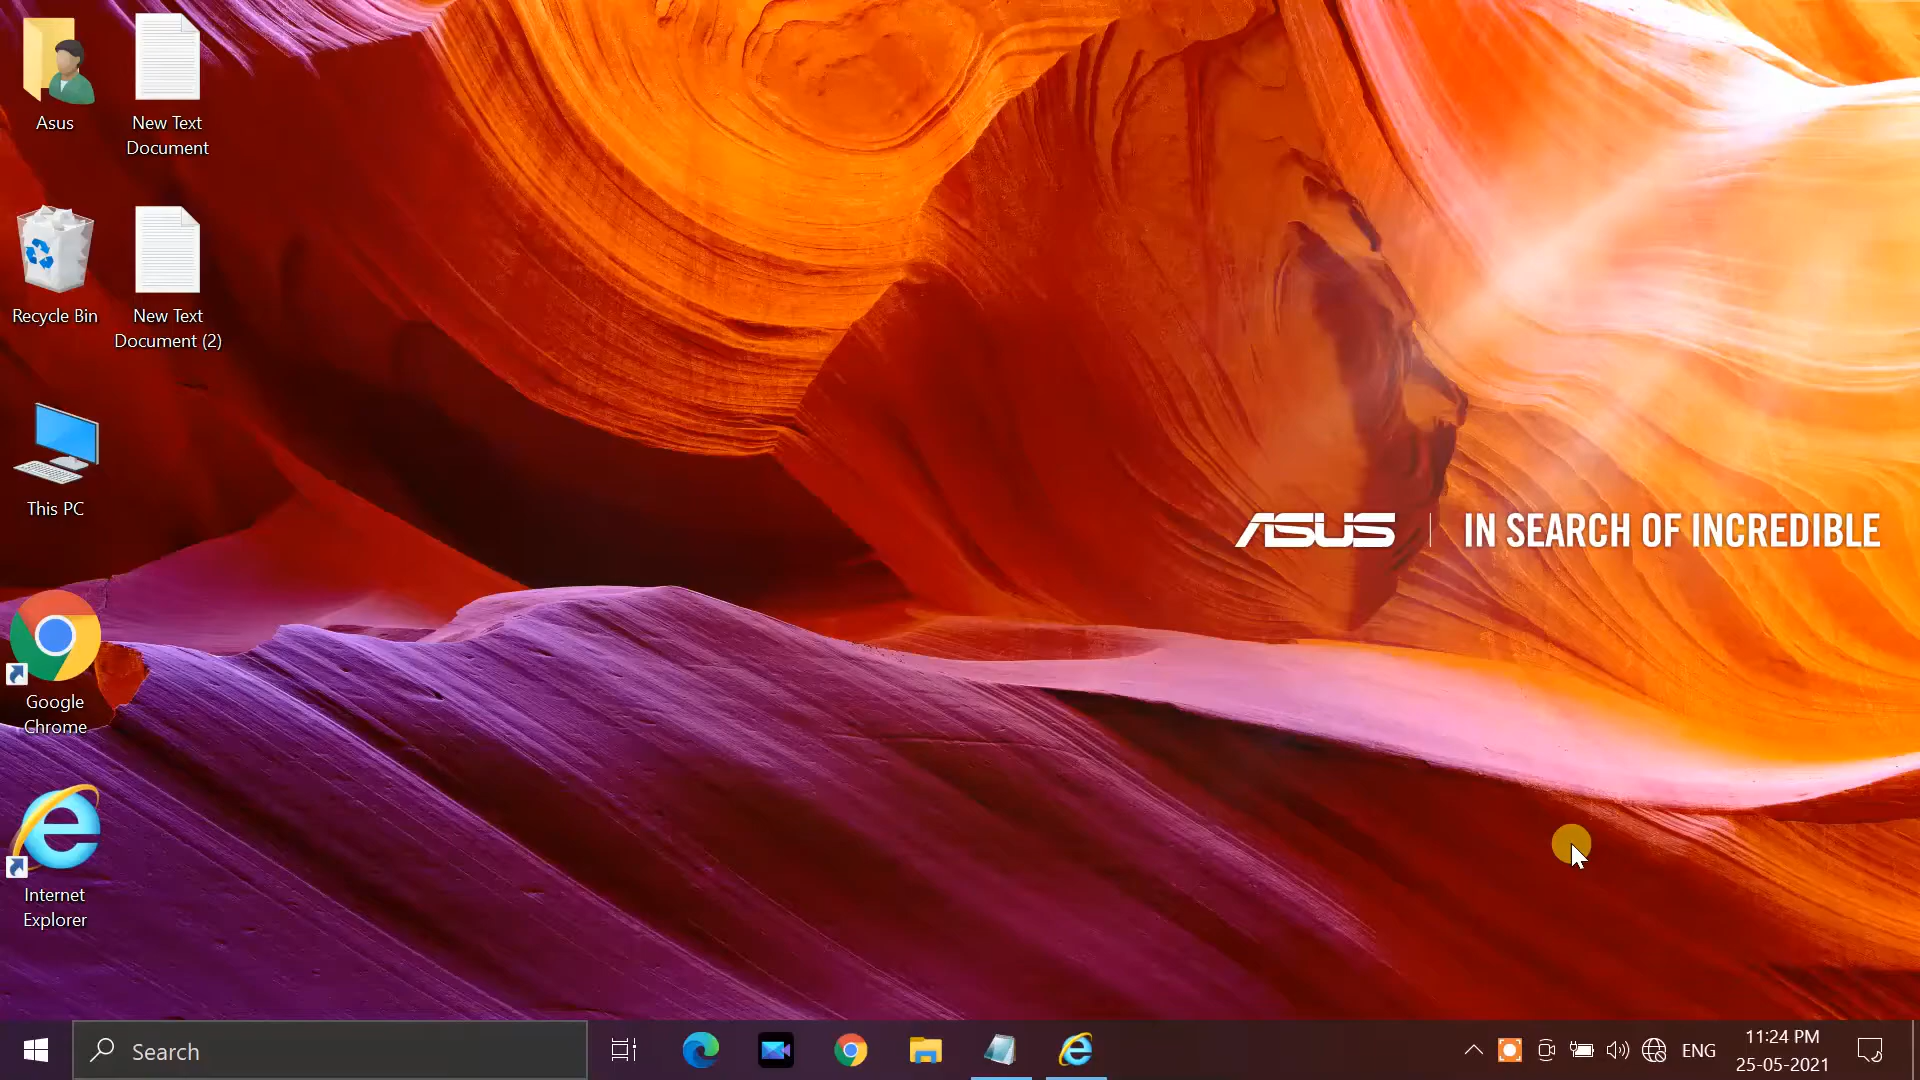 Asus
New Text
Document
Recycle Bin
New Text
Document (2)
This PC
ASUS | IN SEARCH OF INCREDIBLE
Google
Chrome
Internet
Explorer
Search
ENG
11:24 PM
25-05-2021